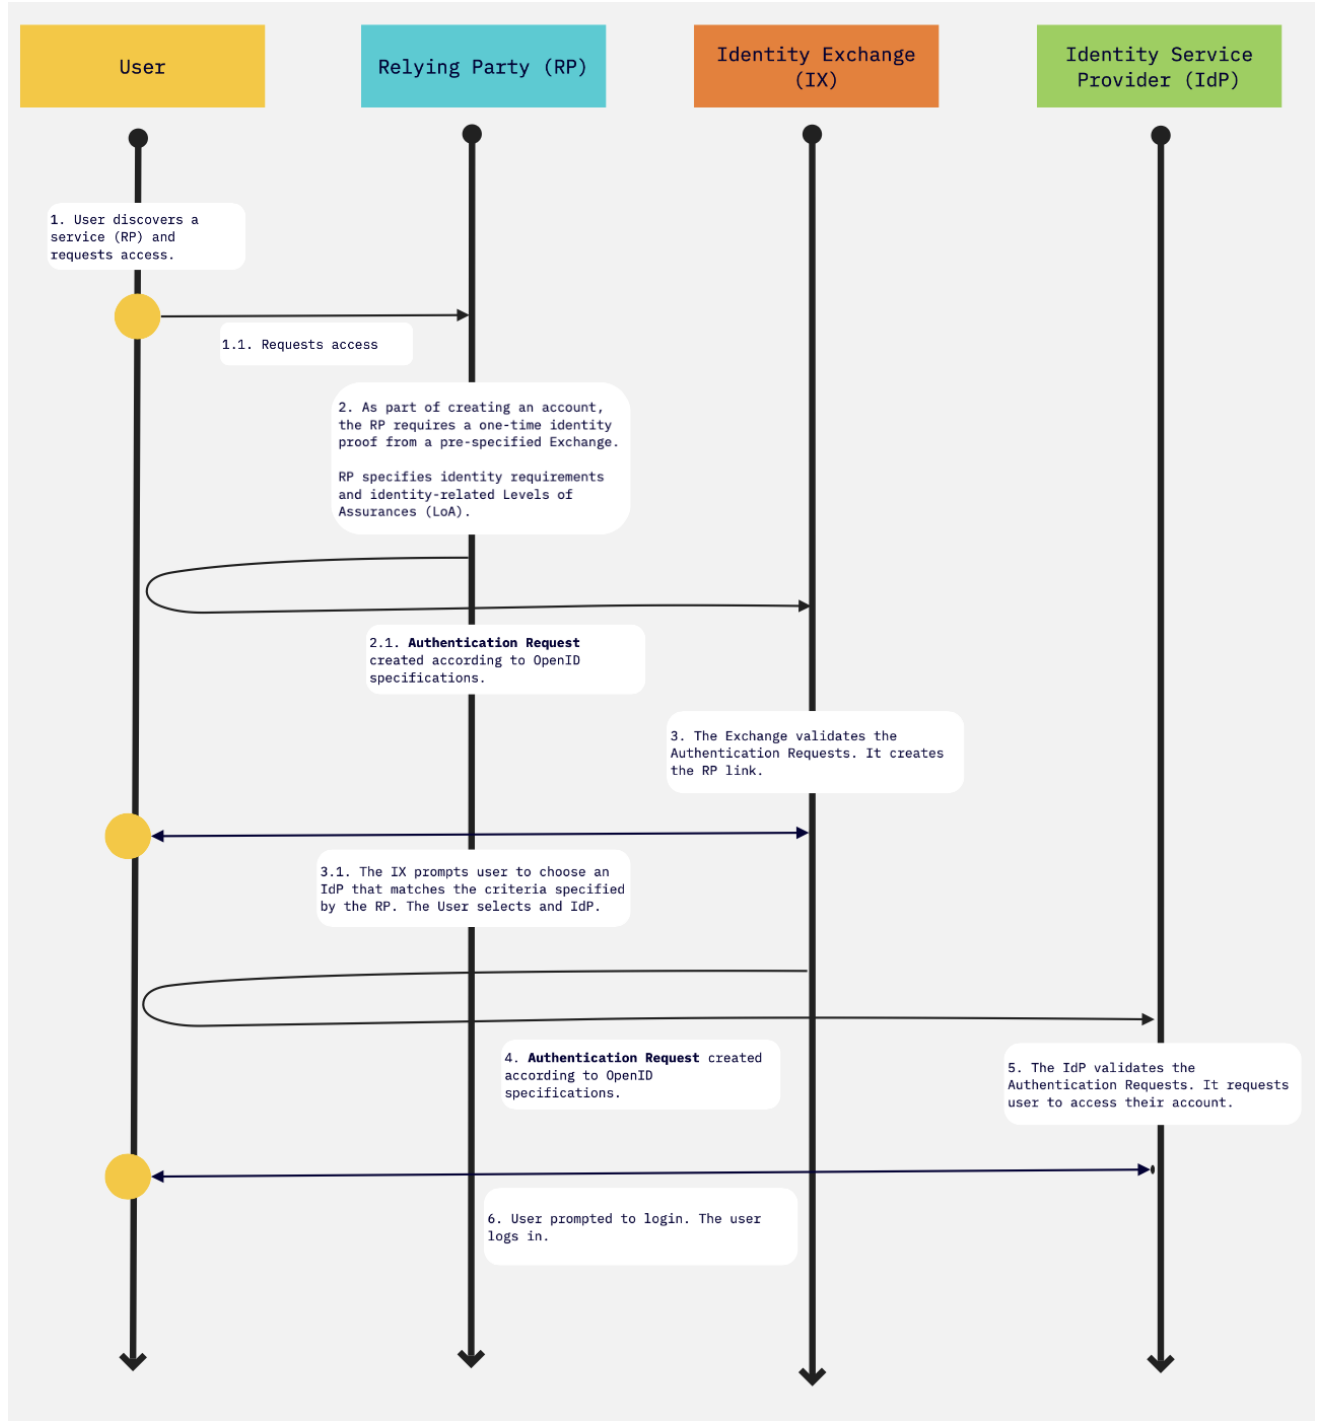 User
Relying Party (RP)
Identity Exchange
(IX)
Identity Service
Provider (IdP)
1. User discovers a
service (RP) and
requests access.
1.1. Requests access
2. As part of creating an account,
the RP requires a one-time identity
proof from a pre-specified Exchange.
RP specifies identity requirements
and identity-related Levels of
Assurances (LoA).
2.1. Authentication Request
created according to OpenID
specifications.
3. The Exchange validates the
Authentication Requests. It creates
the RP link.
3.1. The IX prompts user to choose an
IdP that matches the criteria specified
by the RP. The User selects and IdP.
4. Authentication Request created
according to OpenID
specifications.
5. The IdP validates the
Authentication Requests. It requests
user to access their account.
6. User prompted to login. The user
logs in.